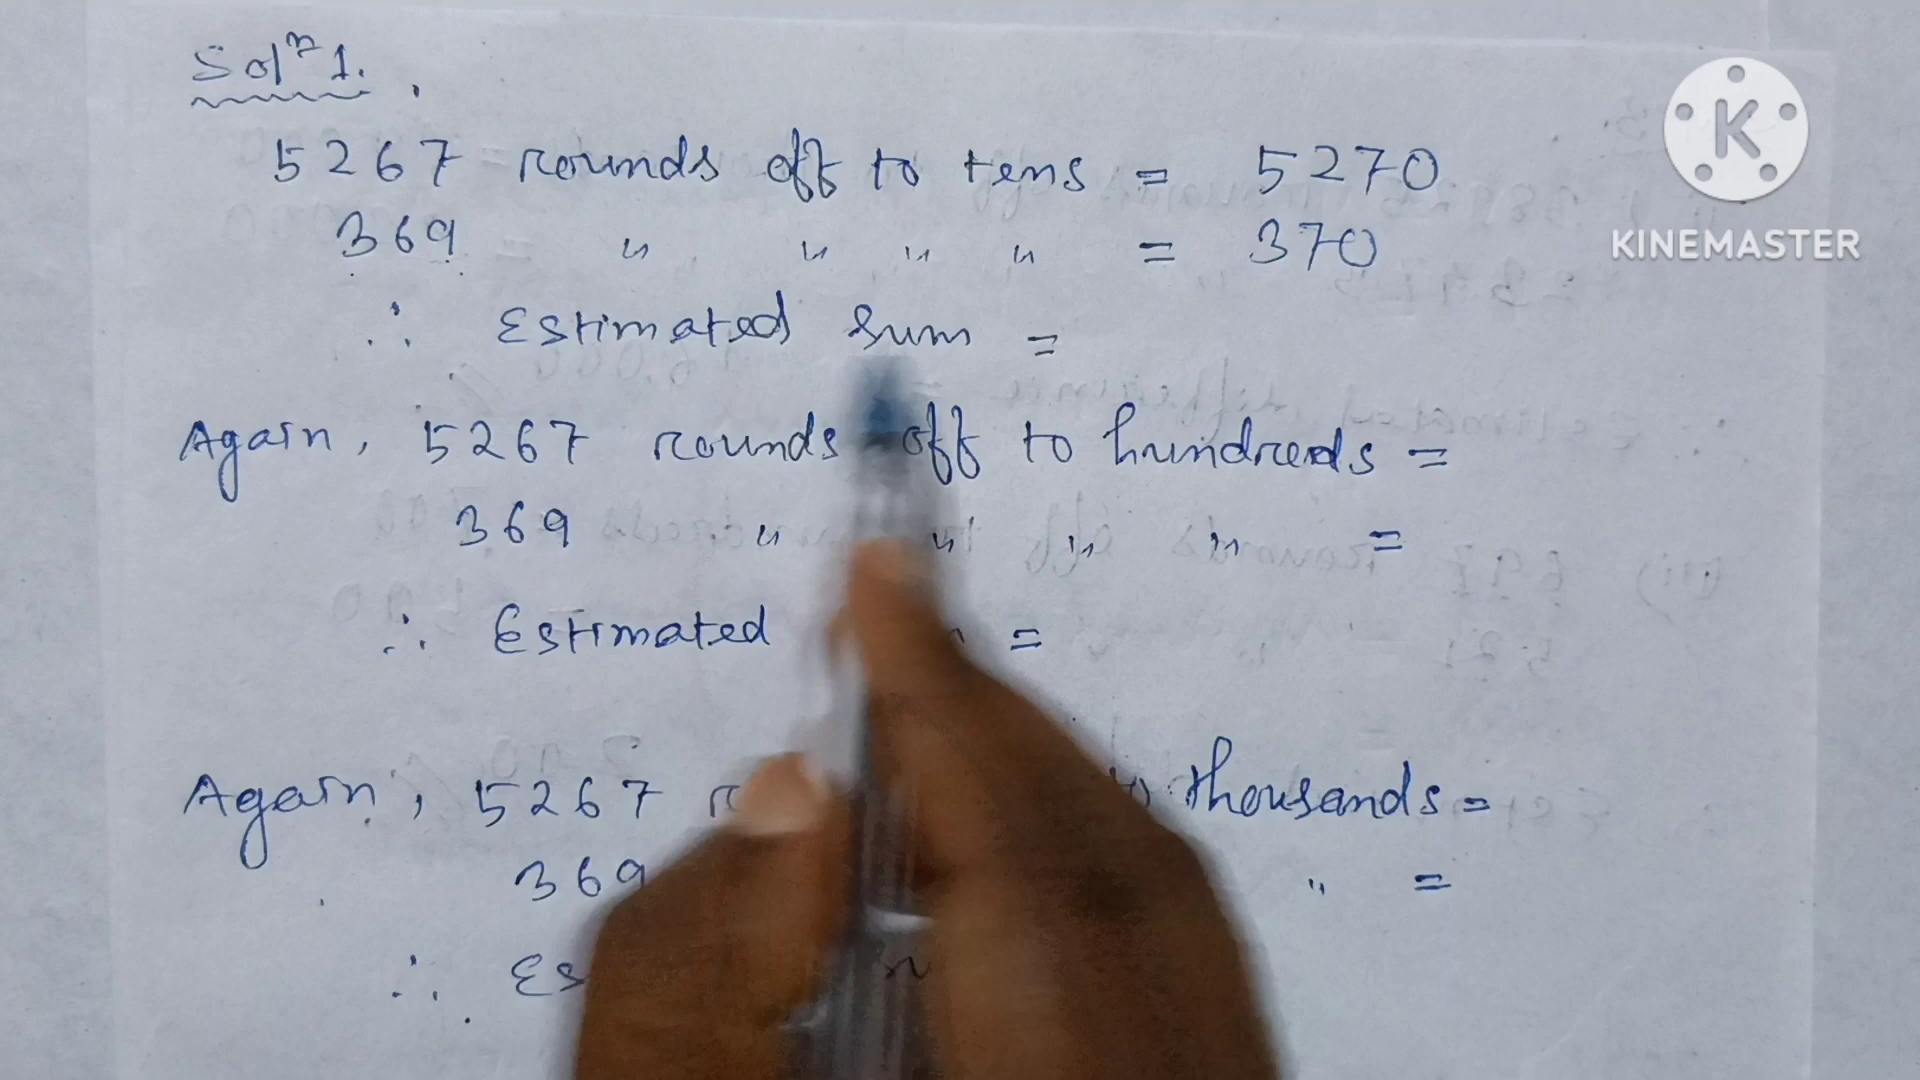 Solⁿ 1.
5267 rounds off to tens = 5270
369 " " " " = 370
∴ Estimated sum =
Again, 5267 rounds off to hundreds =
369 " " " " =
∴ Estimated =
Again, 5267 thousands =
369 " =
∴
K
KINEMASTER